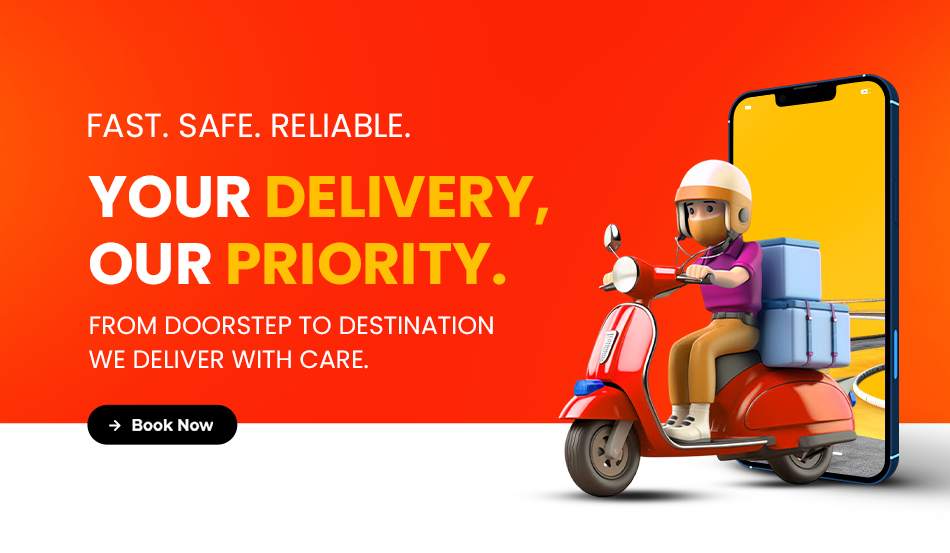 FAST. SAFE. RELIABLE.
YOUR DELIVERY,
OUR PRIORITY.
FROM DOORSTEP TO DESTINATION
WE DELIVER WITH CARE.
→ Book Now